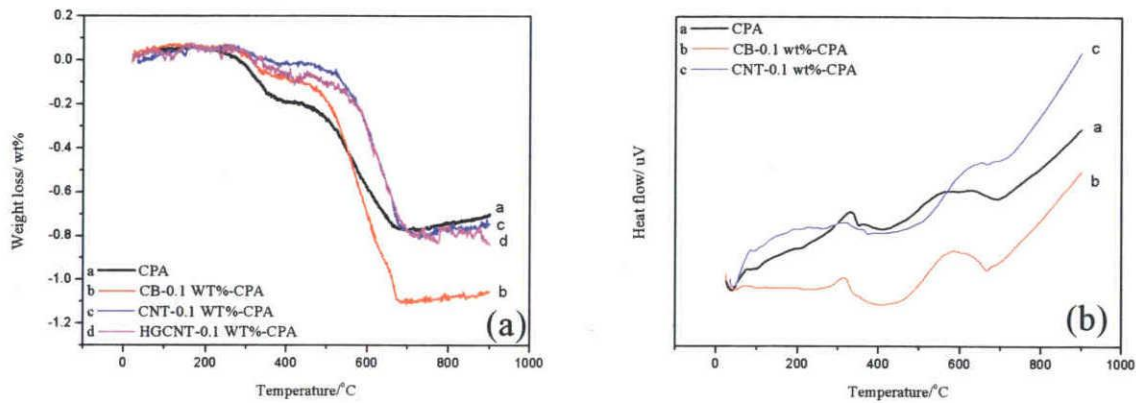 0.2
0.0
-0.2
-0.4
-0.6
-0.8
-1.0
-1.2
Weight loss/ wt%
a
c
d
b
a CPA
b CB-0.1 WT%-CPA
c CNT-0.1 WT%-CPA
d HGCNT-0.1 WT%-CPA
(a)
0 200 400 600 800 1000
Temperature/°C
a CPA
b CB-0.1 wt%-CPA
c CNT-0.1 wt%-CPA
Heat flow/ uV
c
a
b
(b)
0 200 400 600 800 1000
Temperature/°C